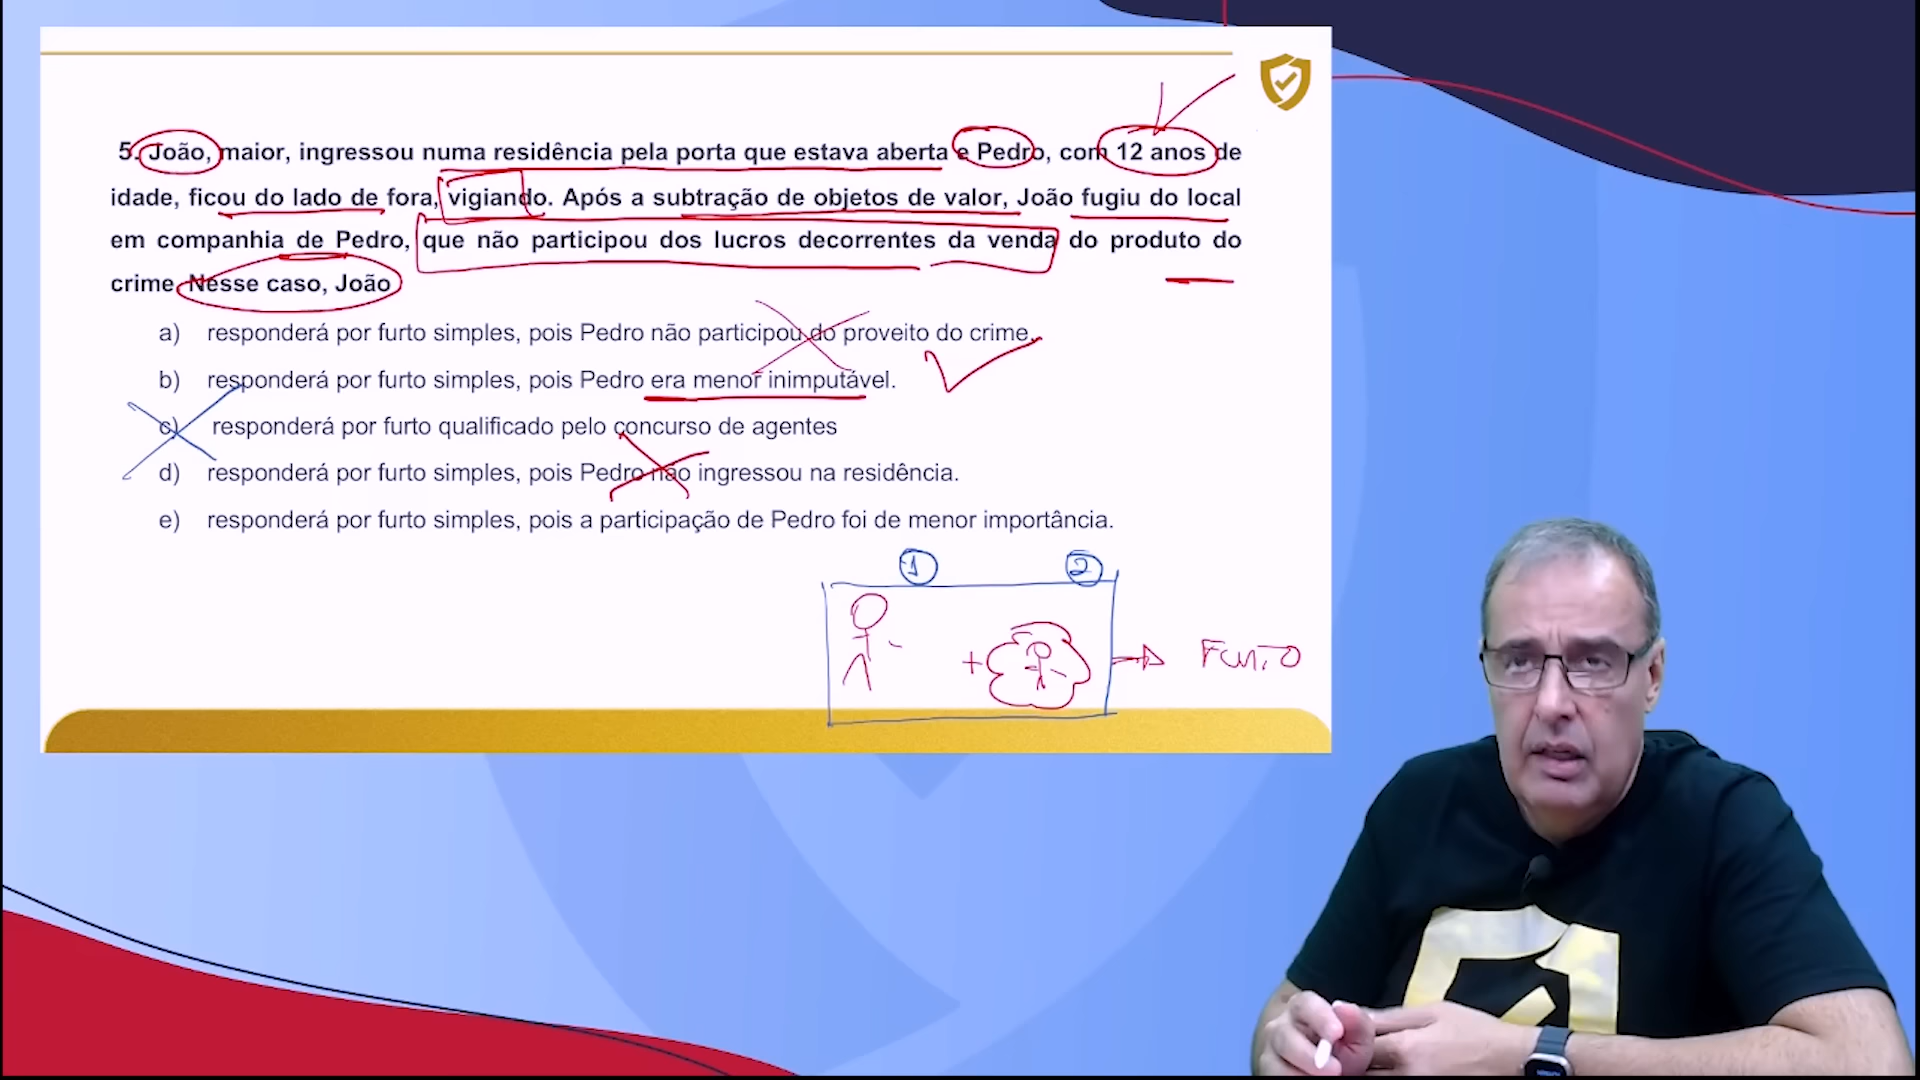 5. João, maior, ingressou numa residência pela porta que estava aberta e Pedro, com 12 anos de
idade, ficou do lado de fora, vigiando. Após a subtração de objetos de valor, João fugiu do local
em companhia de Pedro, que não participou dos lucros decorrentes da venda do produto do
crime. Nesse caso, João
a) responderá por furto simples, pois Pedro não participou do proveito do crime.
b) responderá por furto simples, pois Pedro era menor inimputável.
c) responderá por furto qualificado pelo concurso de agentes
d) responderá por furto simples, pois Pedro não ingressou na residência.
e) responderá por furto simples, pois a participação de Pedro foi de menor importância.
1 2
+ FURTO